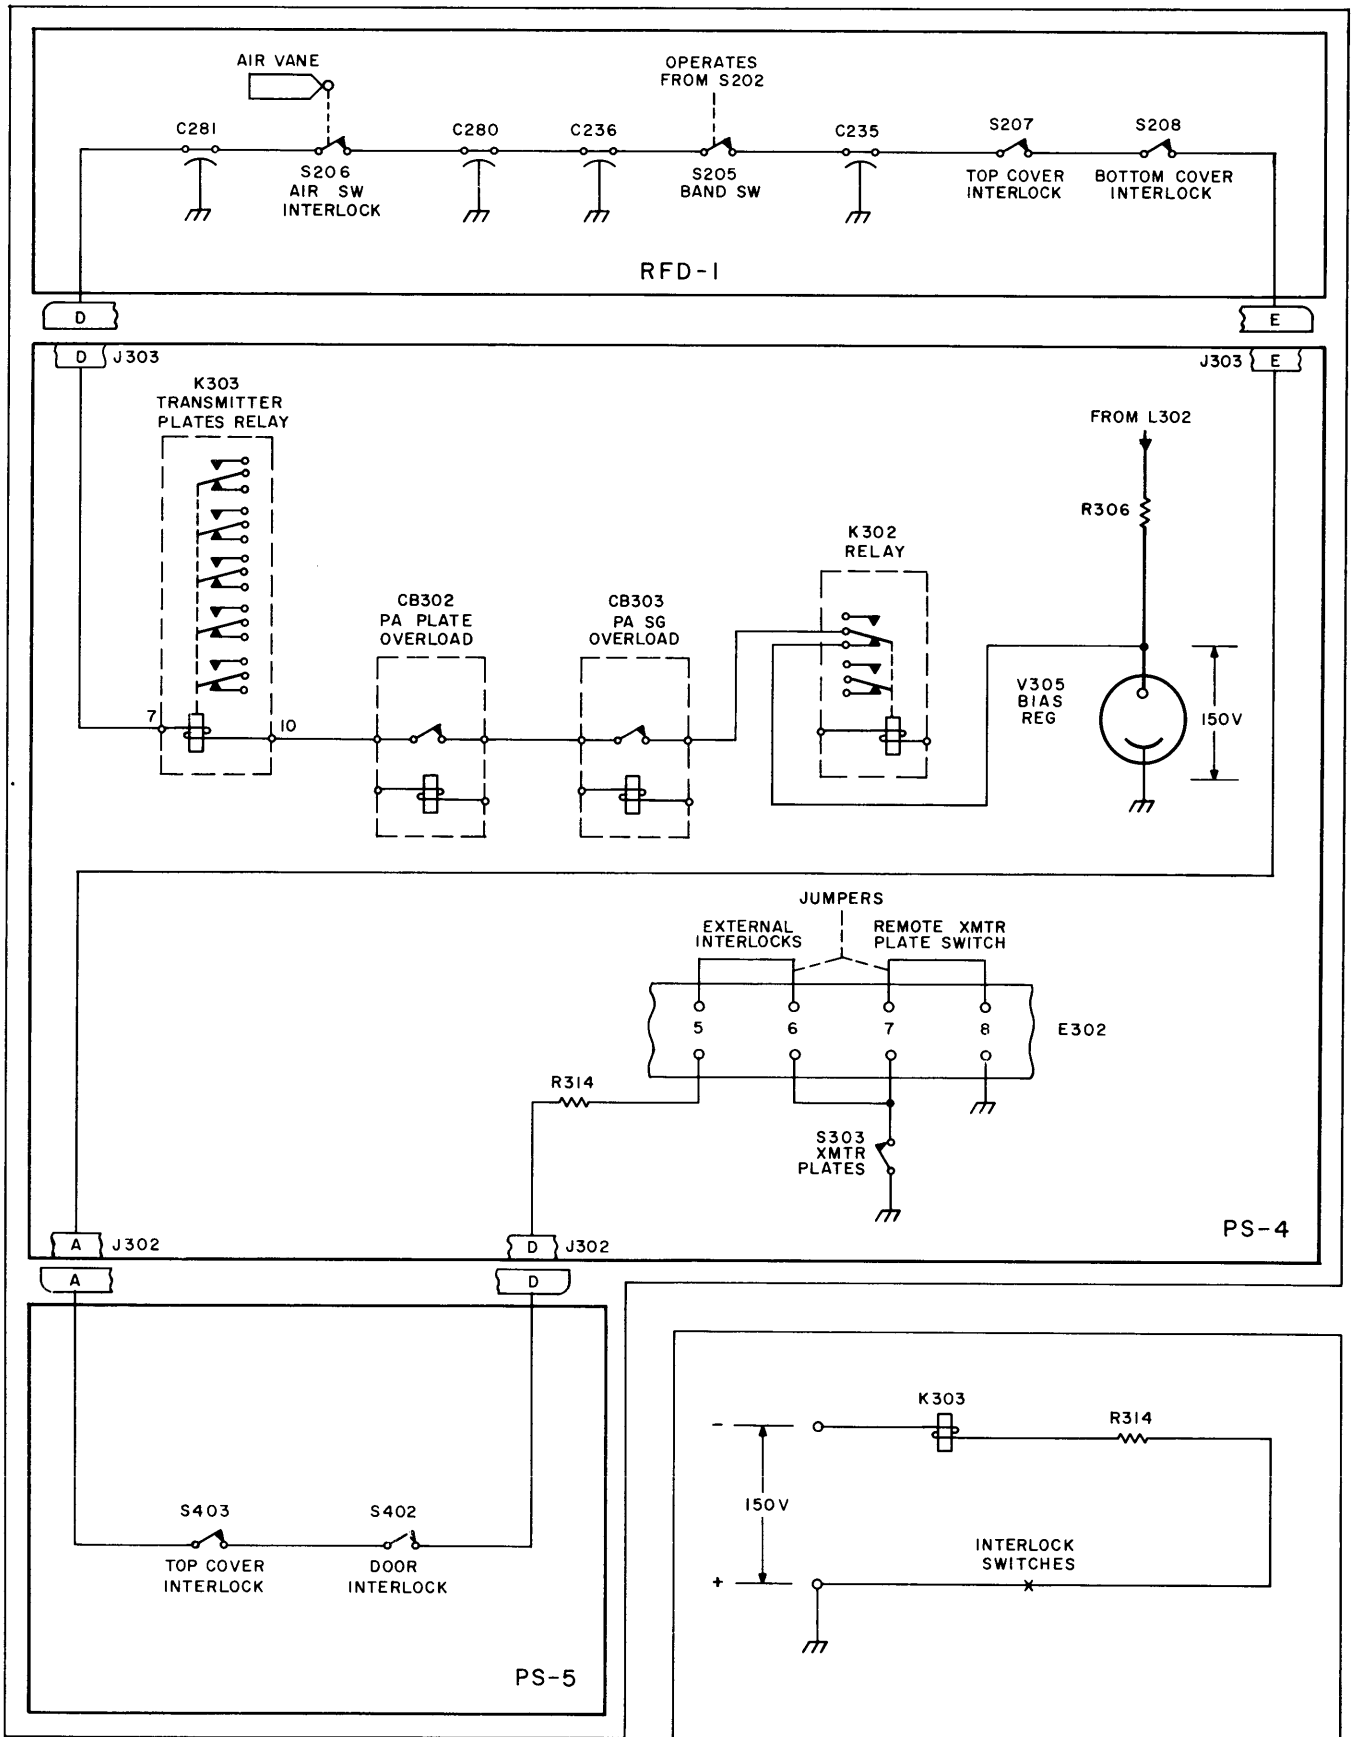 AIR VANE
OPERATES
FROM S202
C281
C280
C236
C235
S207
S208
S206
AIR SW
INTERLOCK
S205
BAND SW
TOP COVER
INTERLOCK
BOTTOM COVER
INTERLOCK
RFD-1
D
E
D
J303
J303
E
K303
TRANSMITTER
PLATES RELAY
FROM L302
R306
K302
RELAY
CB302
PA PLATE
OVERLOAD
CB303
PA SG
OVERLOAD
7
10
V305
BIAS
REG
150V
JUMPERS
EXTERNAL
INTERLOCKS
REMOTE XMTR
PLATE SWITCH
5
6
7
8
E302
R314
S303
XMTR
PLATES
PS-4
A
J302
D
J302
A
D
K303
R314
-
150V
+
INTERLOCK
SWITCHES
S403
S402
TOP COVER
INTERLOCK
DOOR
INTERLOCK
PS-5